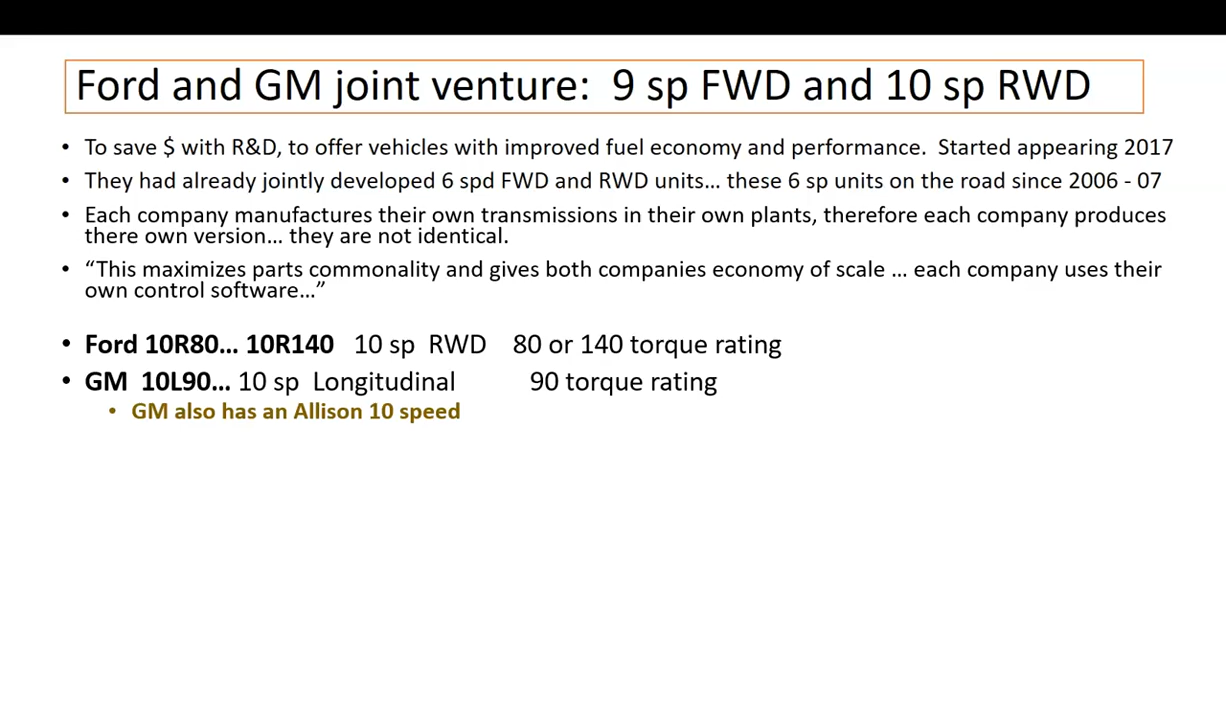 Ford and GM joint venture:  9 sp FWD and 10 sp RWD
• To save $ with R&D, to offer vehicles with improved fuel economy and performance.  Started appearing 2017
• They had already jointly developed 6 spd FWD and RWD units… these 6 sp units on the road since 2006 - 07
• Each company manufactures their own transmissions in their own plants, therefore each company produces
there own version… they are not identical.
• “This maximizes parts commonality and gives both companies economy of scale … each company uses their
own control software…”
• Ford 10R80… 10R140   10 sp  RWD    80 or 140 torque rating
• GM  10L90… 10 sp  Longitudinal           90 torque rating
• GM also has an Allison 10 speed